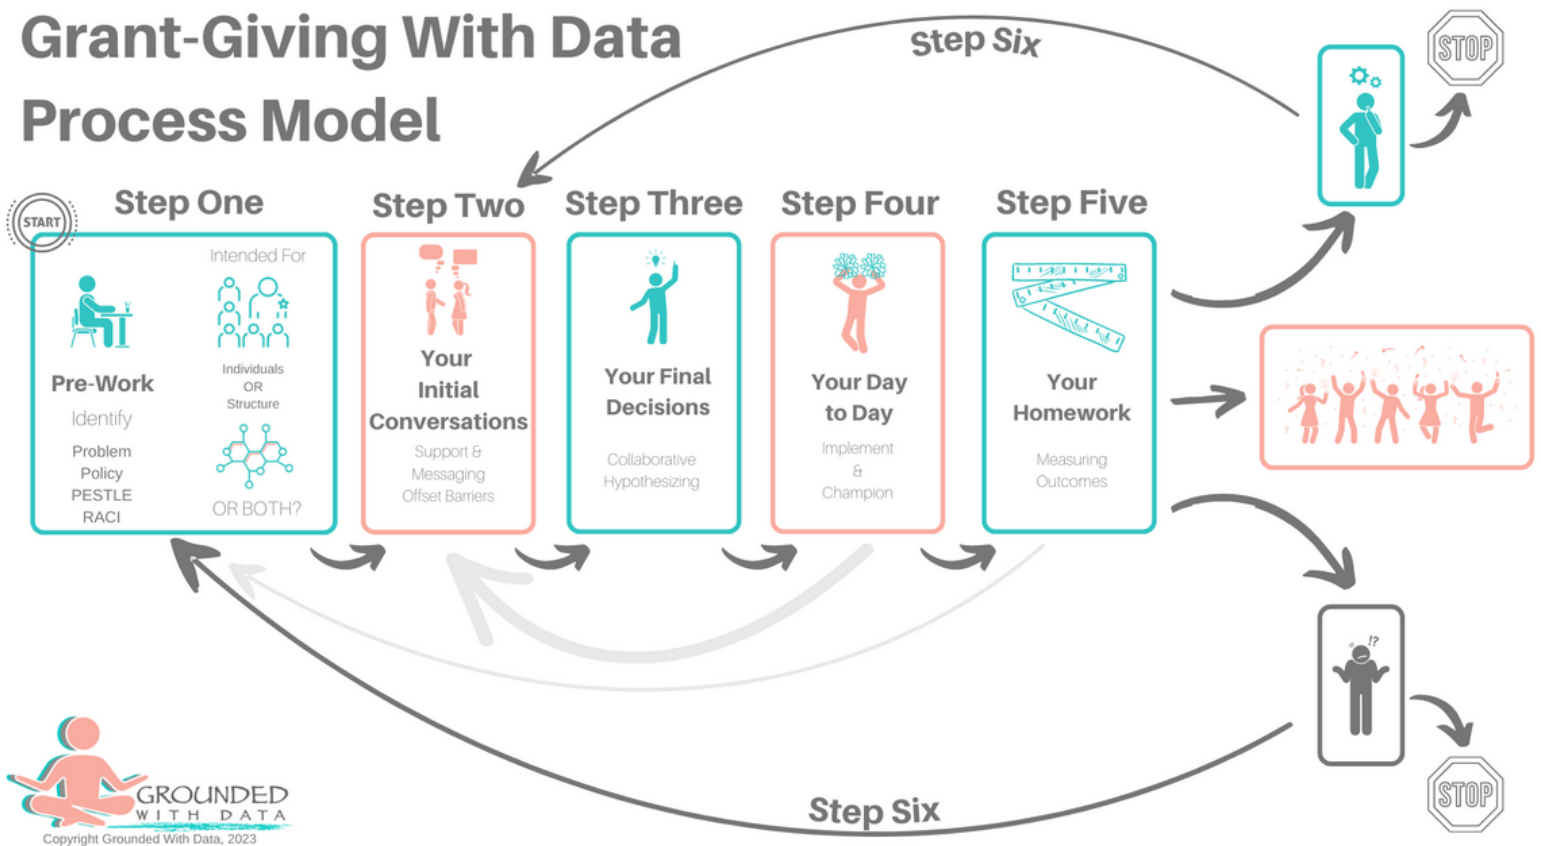 Grant-Giving With Data
Process Model
Step Six
STOP
START
Step One
Step Two
Step Three
Step Four
Step Five
Pre-Work
Identify
Problem
Policy
PESTLE
RACI
Intended For
Individuals
OR
Structure
OR BOTH?
Your
Initial
Conversations
Support &
Messaging
Offset Barriers
Your Final
Decisions
Collaborative
Hypothesizing
Your Day
to Day
Implement
&
Champion
Your
Homework
Measuring
Outcomes
!?
STOP
Step Six
GROUNDED
WITH DATA
Copyright Grounded With Data, 2023